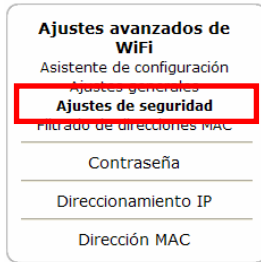 Ajustes avanzados de
WiFi
Asistente de configuración
Ajustes generales
Ajustes de seguridad
Filtrado de direcciones MAC
Contraseña
Direccionamiento IP
Dirección MAC